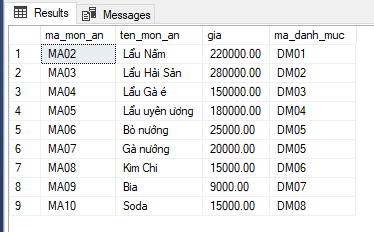 Results Messages
ma_mon_an ten_mon_an gia ma_danh_muc
1 MA02 Lẩu Nấm 220000.00 DM01
2 MA03 Lẩu Hải Sản 280000.00 DM02
3 MA04 Lẩu Gà é 150000.00 DM03
4 MA05 Lẩu uyên ương 180000.00 DM04
5 MA06 Bò nướng 25000.00 DM05
6 MA07 Gà nướng 20000.00 DM05
7 MA08 Kim Chi 15000.00 DM06
8 MA09 Bia 9000.00 DM07
9 MA10 Soda 15000.00 DM08